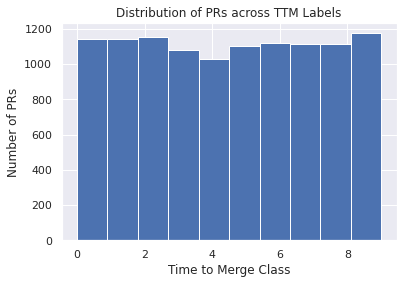 Distribution of PRs across TTM Labels
1200
1000
800
600
400
200
0
Number of PRs
0 2 4 6 8
Time to Merge Class